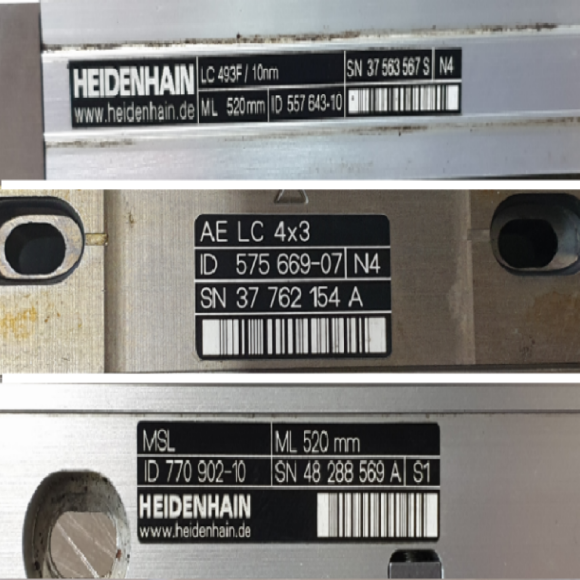 HEIDENHAIN LC 493F / 10nm SN 37 563 567 S N4
www.heidenhain.de ML 520mm ID 557 643-10
AE LC 4x3
ID 575 669-07 N4
SN 37 762 154 A
MSL ML 520 mm
ID 770 902-10 SN 48 288 569 A S1
HEIDENHAIN
www.heidenhain.de